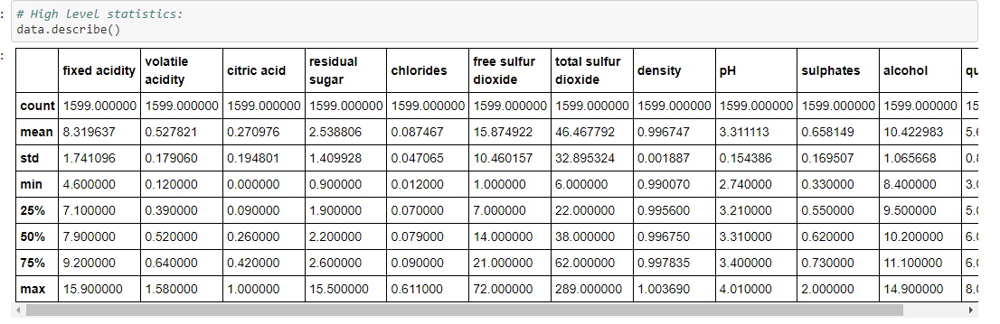 : # High level statistics:
data.describe()
:
fixed acidity volatile acidity citric acid residual sugar chlorides free sulfur dioxide total sulfur dioxide density pH sulphates alcohol qu
count 1599.000000 1599.000000 1599.000000 1599.000000 1599.000000 1599.000000 1599.000000 1599.000000 1599.000000 1599.000000 1599.000000 15
mean 8.319637 0.527821 0.270976 2.538806 0.087467 15.874922 46.467792 0.996747 3.311113 0.658149 10.422983 5.6
std 1.741096 0.179060 0.194801 1.409928 0.047065 10.460157 32.895324 0.001887 0.154386 0.169507 1.065668 0.8
min 4.600000 0.120000 0.000000 0.900000 0.012000 1.000000 6.000000 0.990070 2.740000 0.330000 8.400000 3.0
25% 7.100000 0.390000 0.090000 1.900000 0.070000 7.000000 22.000000 0.995600 3.210000 0.550000 9.500000 5.0
50% 7.900000 0.520000 0.260000 2.200000 0.079000 14.000000 38.000000 0.996750 3.310000 0.620000 10.200000 6.0
75% 9.200000 0.640000 0.420000 2.600000 0.090000 21.000000 62.000000 0.997835 3.400000 0.730000 11.100000 6.0
max 15.900000 1.580000 1.000000 15.500000 0.611000 72.000000 289.000000 1.003690 4.010000 2.000000 14.900000 8.0